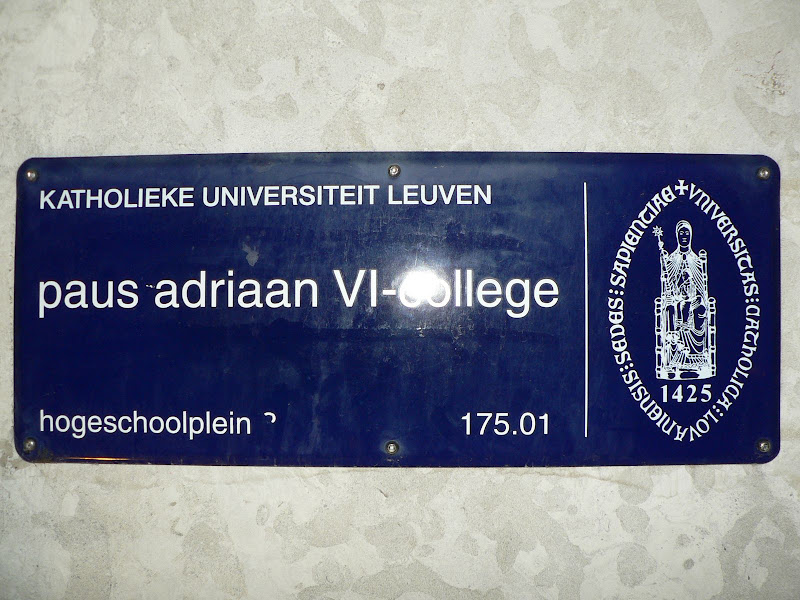 KATHOLIEKE UNIVERSITEIT LEUVEN
paus adriaan VI-college
hogeschoolplein
175.01
UNIVERSITAS CATHOLICA LOVANIENSIS SEDES SAPIENTIAE
1425